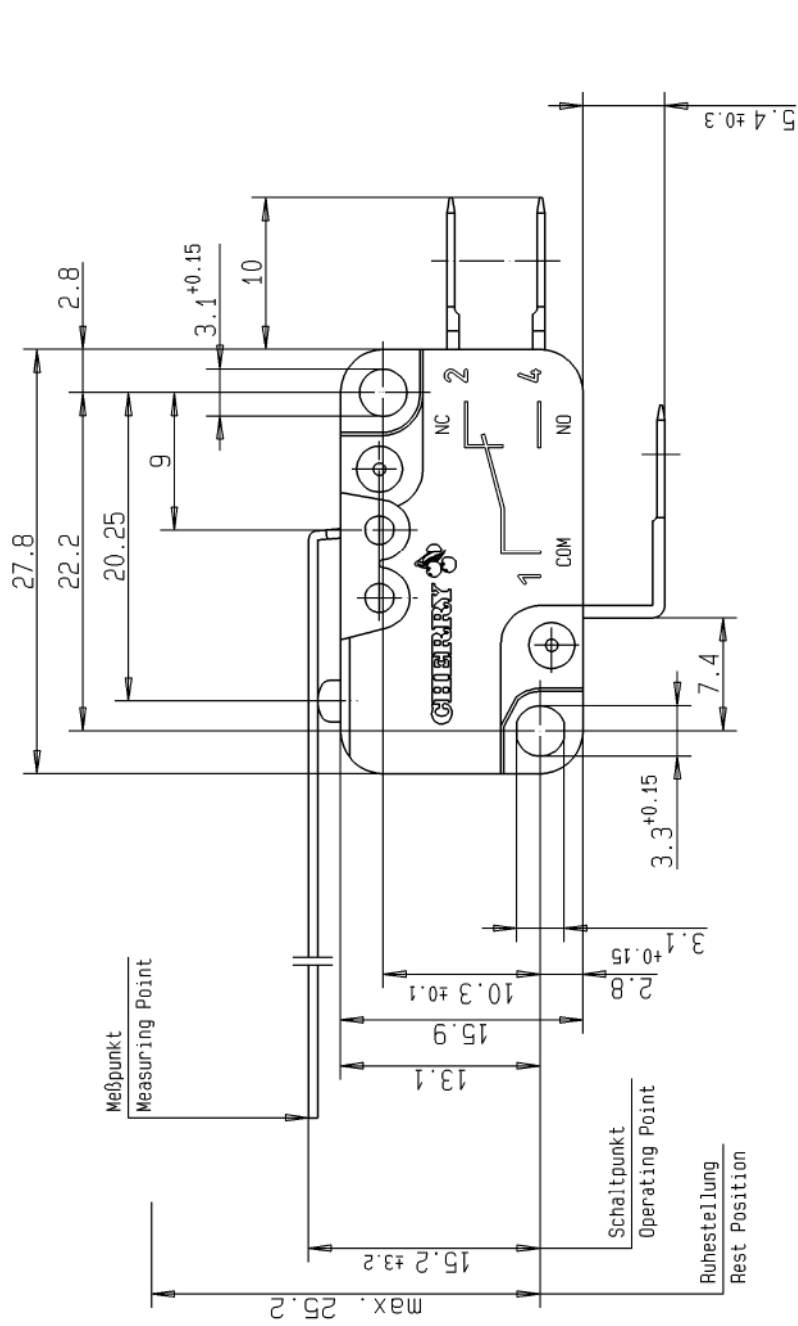 5.4 ±0.3
2.8
3.1 +0.15
10
27.8
22.2
20.25
9
NC
2
4
NO
1
COM
CHERRY
7.4
3.3 +0.15
3.1 +0.15
2.8
10.3 ±0.1
15.9
13.1
Meßpunkt
Measuring Point
Schaltpunkt
Operating Point
15.2 ±3.2
Ruhestellung
Rest Position
max. 25.2